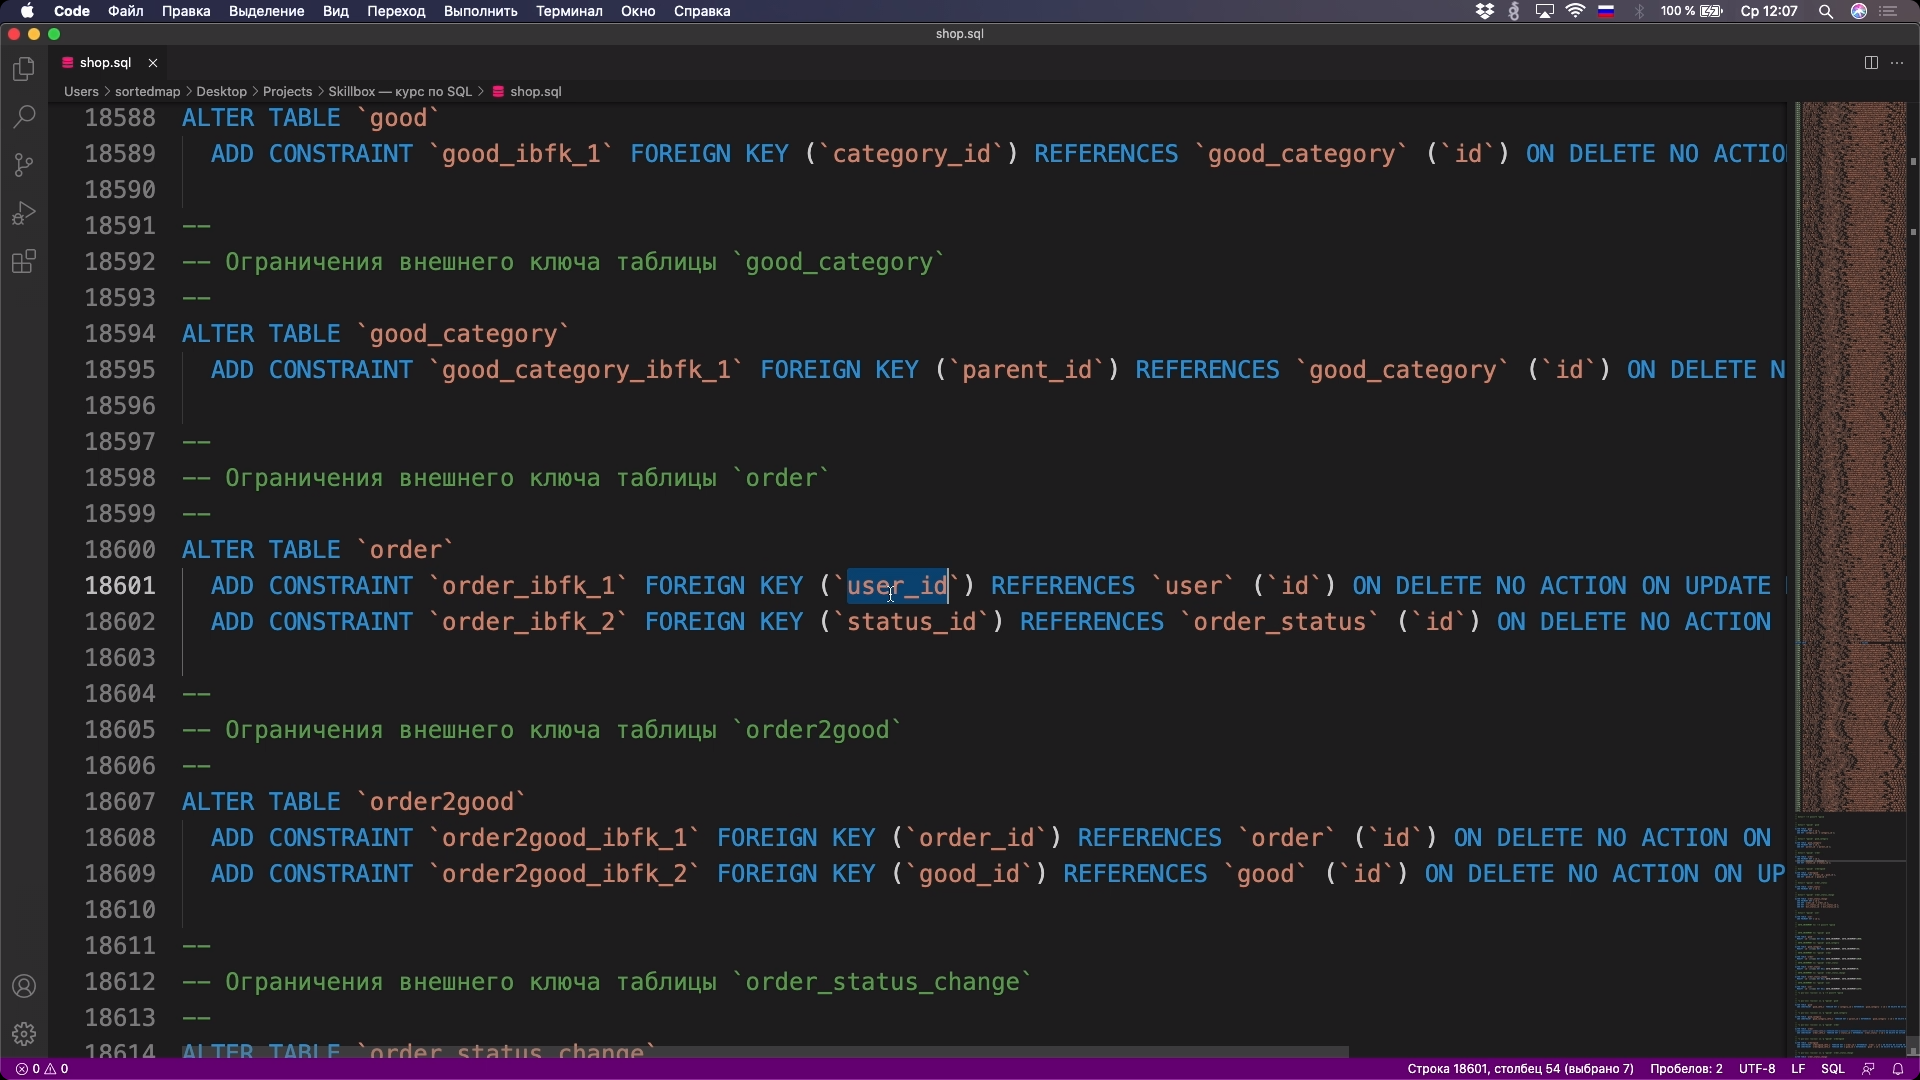 Code Файл Правка Выделение Вид Переход Выполнить Терминал Окно Справка 100 % Ср 12:07
shop.sql
shop.sql
Users > sortedmap > Desktop > Projects > Skillbox — курс по SQL > shop.sql
18588 ALTER TABLE `good`
18589 ADD CONSTRAINT `good_ibfk_1` FOREIGN KEY (`category_id`) REFERENCES `good_category` (`id`) ON DELETE NO ACTIO
18590
18591 --
18592 -- Ограничения внешнего ключа таблицы `good_category`
18593 --
18594 ALTER TABLE `good_category`
18595 ADD CONSTRAINT `good_category_ibfk_1` FOREIGN KEY (`parent_id`) REFERENCES `good_category` (`id`) ON DELETE N
18596
18597 --
18598 -- Ограничения внешнего ключа таблицы `order`
18599 --
18600 ALTER TABLE `order`
18601 ADD CONSTRAINT `order_ibfk_1` FOREIGN KEY (`user_id`) REFERENCES `user` (`id`) ON DELETE NO ACTION ON UPDATE
18602 ADD CONSTRAINT `order_ibfk_2` FOREIGN KEY (`status_id`) REFERENCES `order_status` (`id`) ON DELETE NO ACTION
18603
18604 --
18605 -- Ограничения внешнего ключа таблицы `order2good`
18606 --
18607 ALTER TABLE `order2good`
18608 ADD CONSTRAINT `order2good_ibfk_1` FOREIGN KEY (`order_id`) REFERENCES `order` (`id`) ON DELETE NO ACTION ON
18609 ADD CONSTRAINT `order2good_ibfk_2` FOREIGN KEY (`good_id`) REFERENCES `good` (`id`) ON DELETE NO ACTION ON UP
18610
18611 --
18612 -- Ограничения внешнего ключа таблицы `order_status_change`
18613 --
18614 ALTER TABLE `order_status_change`
0 0 Строка 18601, столбец 54 (выбрано 7) Пробелов: 2 UTF-8 LF SQL